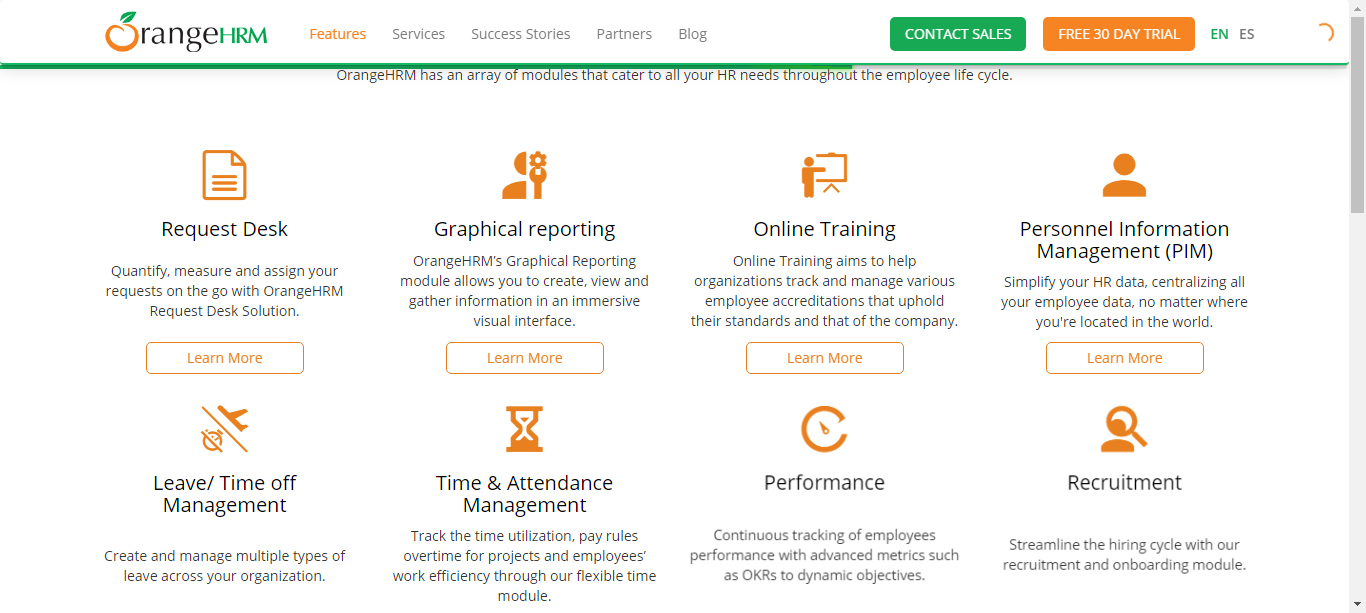 OrangeHRM
Features
Services
Success Stories
Partners
Blog
CONTACT SALES
FREE 30 DAY TRIAL
EN
ES
OrangeHRM has an array of modules that cater to all your HR needs throughout the employee life cycle.
Request Desk
Quantify, measure and assign your
requests on the go with OrangeHRM
Request Desk Solution.
Learn More
Graphical reporting
OrangeHRM’s Graphical Reporting
module allows you to create, view and
gather information in an immersive
visual interface.
Learn More
Online Training
Online Training aims to help
organizations track and manage various
employee accreditations that uphold
their standards and that of the company.
Learn More
Personnel Information
Management (PIM)
Simplify your HR data, centralizing all
your employee data, no matter where
you're located in the world.
Learn More
Leave/ Time off
Management
Create and manage multiple types of
leave across your organization.
Time & Attendance
Management
Track the time utilization, pay rules
overtime for projects and employees’
work efficiency through our flexible time
module.
Performance
Continuous tracking of employees
performance with advanced metrics such
as OKRs to dynamic objectives.
Recruitment
Streamline the hiring cycle with our
recruitment and onboarding module.